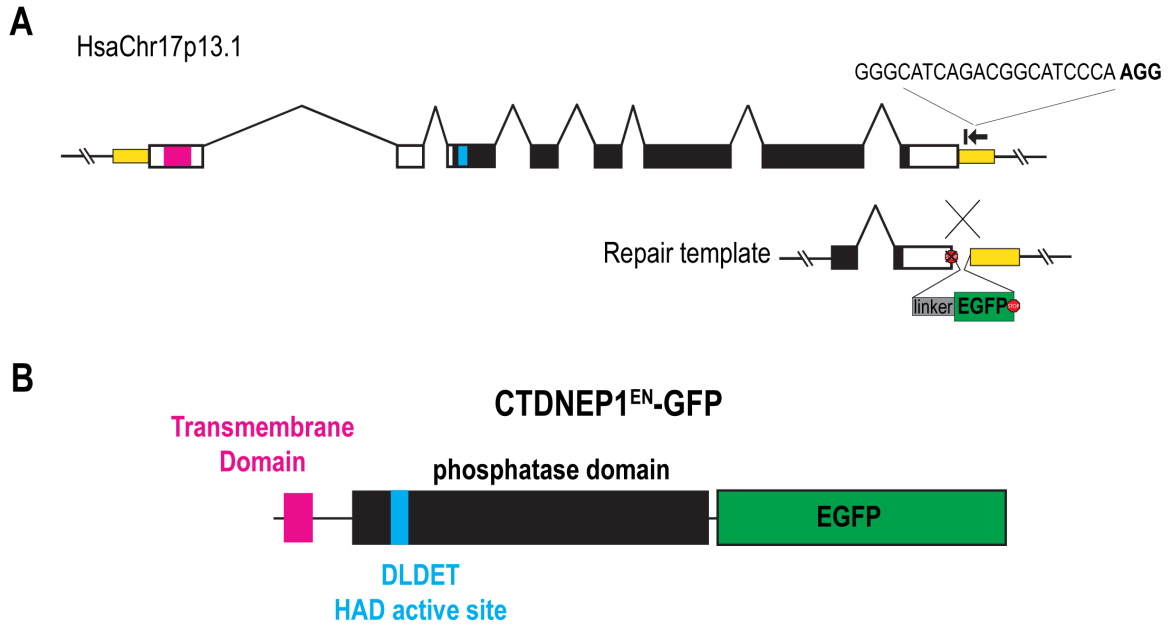 A
HsaChr17p13.1
GGGCATCAGACGGCATCCCA AGG
Repair template
linker EGFP STOP
B
CTDNEP1EN-GFP
Transmembrane
Domain
phosphatase domain
EGFP
DLDET
HAD active site